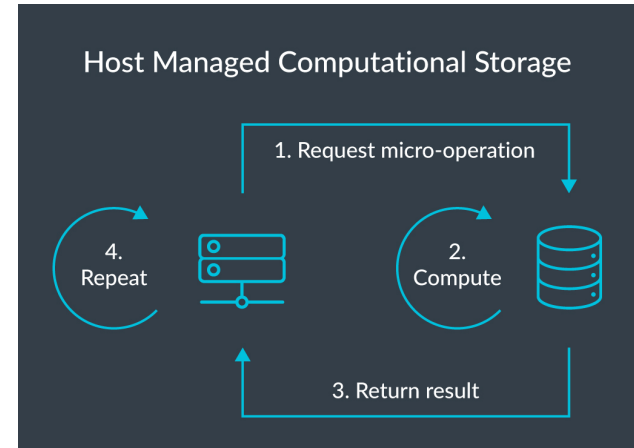 Host Managed Computational Storage
1. Request micro-operation
4.
Repeat
2.
Compute
3. Return result